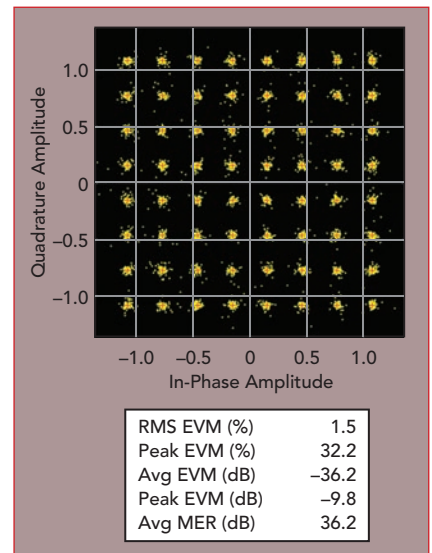 Quadrature Amplitude
1.0
0.5
0
–0.5
–1.0
–1.0 –0.5 0 0.5 1.0
In-Phase Amplitude
RMS EVM (%) 1.5
Peak EVM (%) 32.2
Avg EVM (dB) –36.2
Peak EVM (dB) –9.8
Avg MER (dB) 36.2